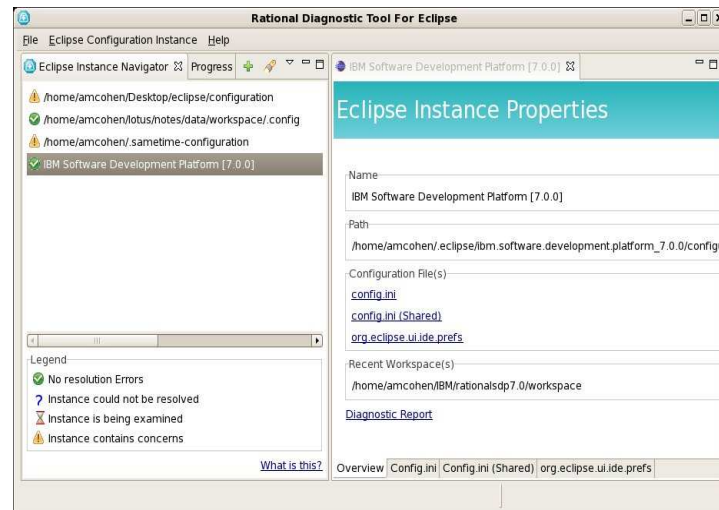 Rational Diagnostic Tool For Eclipse
File Eclipse Configuration Instance Help
Eclipse Instance Navigator Progress
/home/amcohen/Desktop/eclipse/configuration
/home/amcohen/lotus/notes/data/workspace/.config
/home/amcohen/.sametime-configuration
IBM Software Development Platform [7.0.0]
Legend
No resolution Errors
? Instance could not be resolved
Instance is being examined
Instance contains concerns
What is this?
IBM Software Development Platform [7.0.0]
Eclipse Instance Properties
Name
IBM Software Development Platform [7.0.0]
Path
/home/amcohen/.eclipse/ibm.software.development.platform_7.0.0/config
Configuration File(s)
config.ini
config.ini (Shared)
org.eclipse.ui.ide.prefs
Recent Workspace(s)
/home/amcohen/IBM/rationalsdp7.0/workspace
Diagnostic Report
Overview Config.ini Config.ini (Shared) org.eclipse.ui.ide.prefs